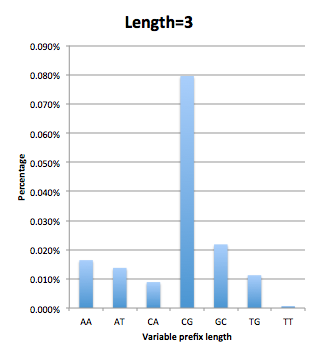 Length=3
0.090%
0.080%
0.070%
0.060%
0.050%
0.040%
0.030%
0.020%
0.010%
0.000%
Percentage
AA AT CA CG GC TG TT
Variable prefix length